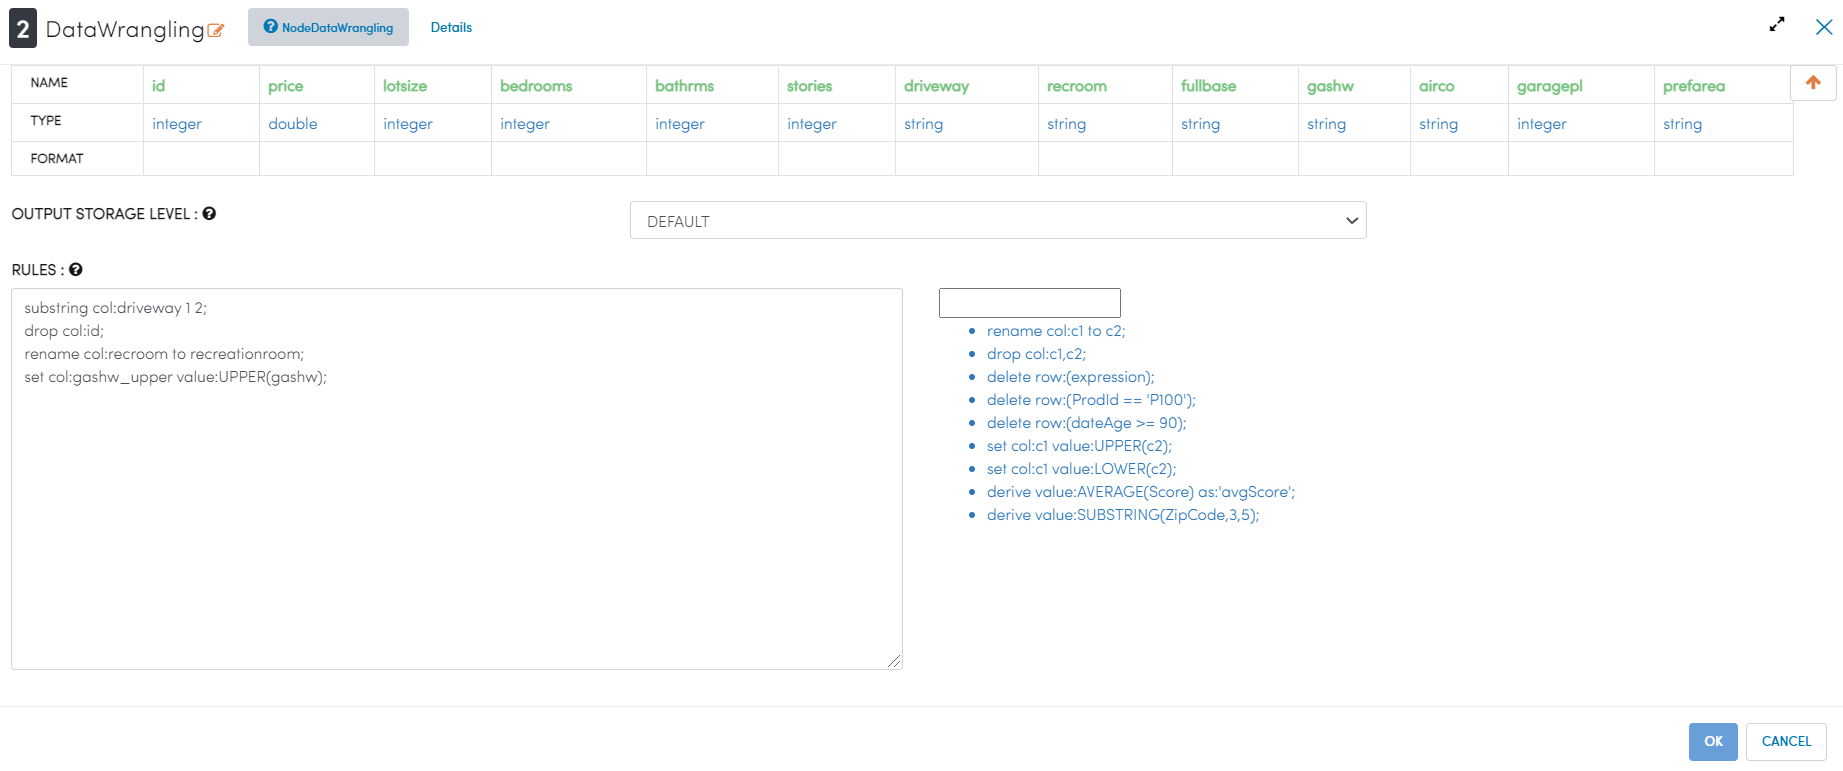 2 DataWrangling NodeDataWrangling Details
NAME id price lotsize bedrooms bathrms stories driveway recroom fullbase gashw airco garagepl prefarea
TYPE integer double integer integer integer integer string string string string string integer string
FORMAT
OUTPUT STORAGE LEVEL :
DEFAULT
RULES :
substring col:driveway 1 2;
drop col:id;
rename col:recroom to recreationroom;
set col:gashw_upper value:UPPER(gashw);
rename col:c1 to c2;
drop col:c1,c2;
delete row:(expression);
delete row:(ProdId == 'P100');
delete row:(dateAge >= 90);
set col:c1 value:UPPER(c2);
set col:c1 value:LOWER(c2);
derive value:AVERAGE(Score) as:'avgScore';
derive value:SUBSTRING(ZipCode,3,5);
OK CANCEL